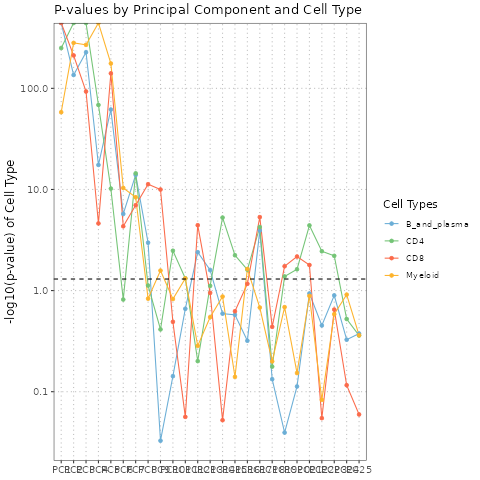 P-values by Principal Component and Cell Type
-log10(p-value) of Cell Type
100.0
10.0
1.0
0.1
Cell Types
B_and_plasma
CD4
CD8
Myeloid